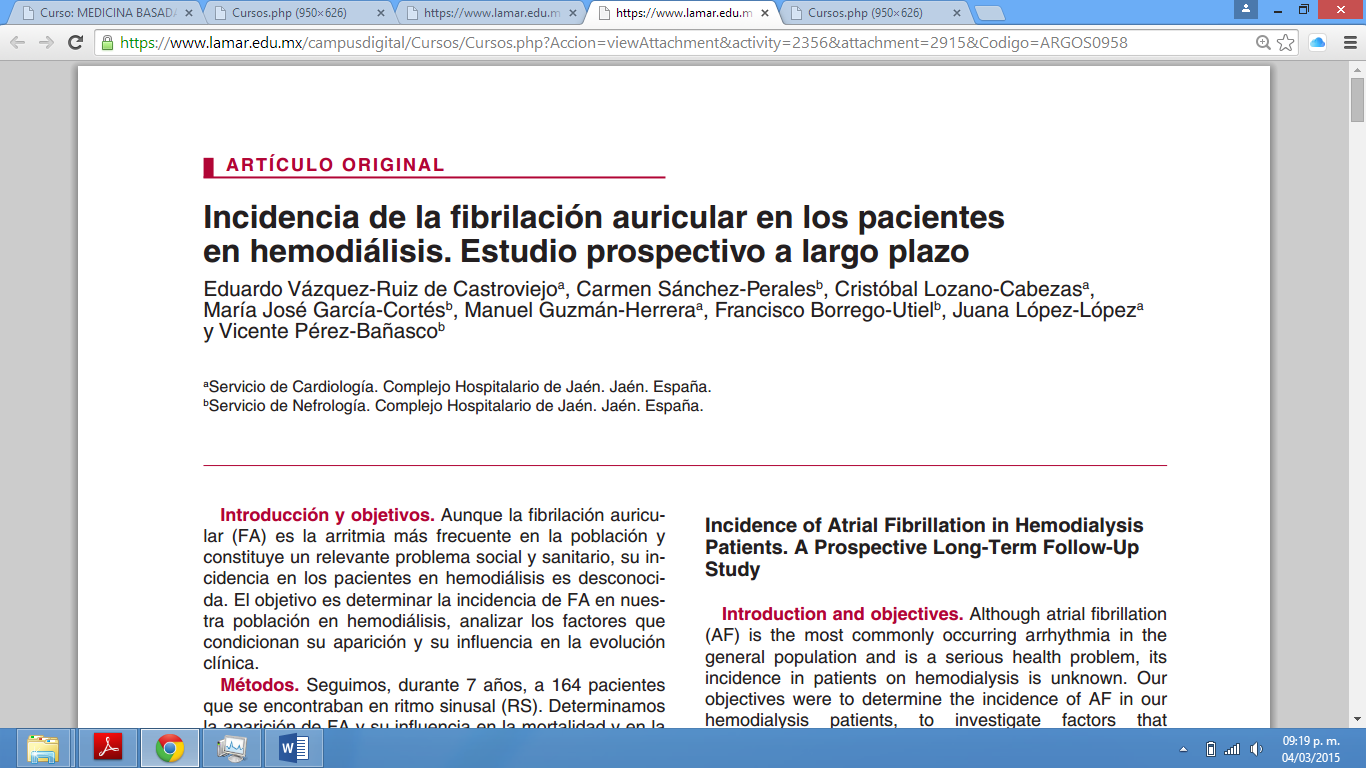 Curso: MEDICINA BASADA
Cursos.php (950×626)
https://www.lamar.edu.m
https://www.lamar.edu.m
Cursos.php (950×626)
https://www.lamar.edu.mx/campusdigital/Cursos/Cursos.php?Accion=viewAttachment&activity=2356&attachment=2915&Codigo=ARGOS0958
ARTÍCULO ORIGINAL
Incidencia de la fibrilación auricular en los pacientes
en hemodiálisis. Estudio prospectivo a largo plazo
Eduardo Vázquez-Ruiz de Castroviejoª, Carmen Sánchez-Peralesᵇ, Cristóbal Lozano-Cabezasª,
María José García-Cortésᵇ, Manuel Guzmán-Herreraª, Francisco Borrego-Utielᵇ, Juana López-Lópezª
y Vicente Pérez-Bañascoᵇ
ªServicio de Cardiología. Complejo Hospitalario de Jaén. Jaén. España.
ᵇServicio de Nefrología. Complejo Hospitalario de Jaén. Jaén. España.
Introducción y objetivos. Aunque la fibrilación auricu-
lar (FA) es la arritmia más frecuente en la población y
constituye un relevante problema social y sanitario, su in-
cidencia en los pacientes en hemodiálisis es desconoci-
da. El objetivo es determinar la incidencia de FA en nues-
tra población en hemodiálisis, analizar los factores que
condicionan su aparición y su influencia en la evolución
clínica.
Métodos. Seguimos, durante 7 años, a 164 pacientes
que se encontraban en ritmo sinusal (RS). Determinamos
la aparición de FA y su influencia en la mortalidad y en la
Incidence of Atrial Fibrillation in Hemodialysis
Patients. A Prospective Long-Term Follow-Up
Study
Introduction and objectives. Although atrial fibrillation
(AF) is the most commonly occurring arrhythmia in the
general population and is a serious health problem, its
incidence in patients on hemodialysis is unknown. Our
objectives were to determine the incidence of AF in our
hemodialysis patients, to investigate factors that
09:19 p. m.
04/03/2015